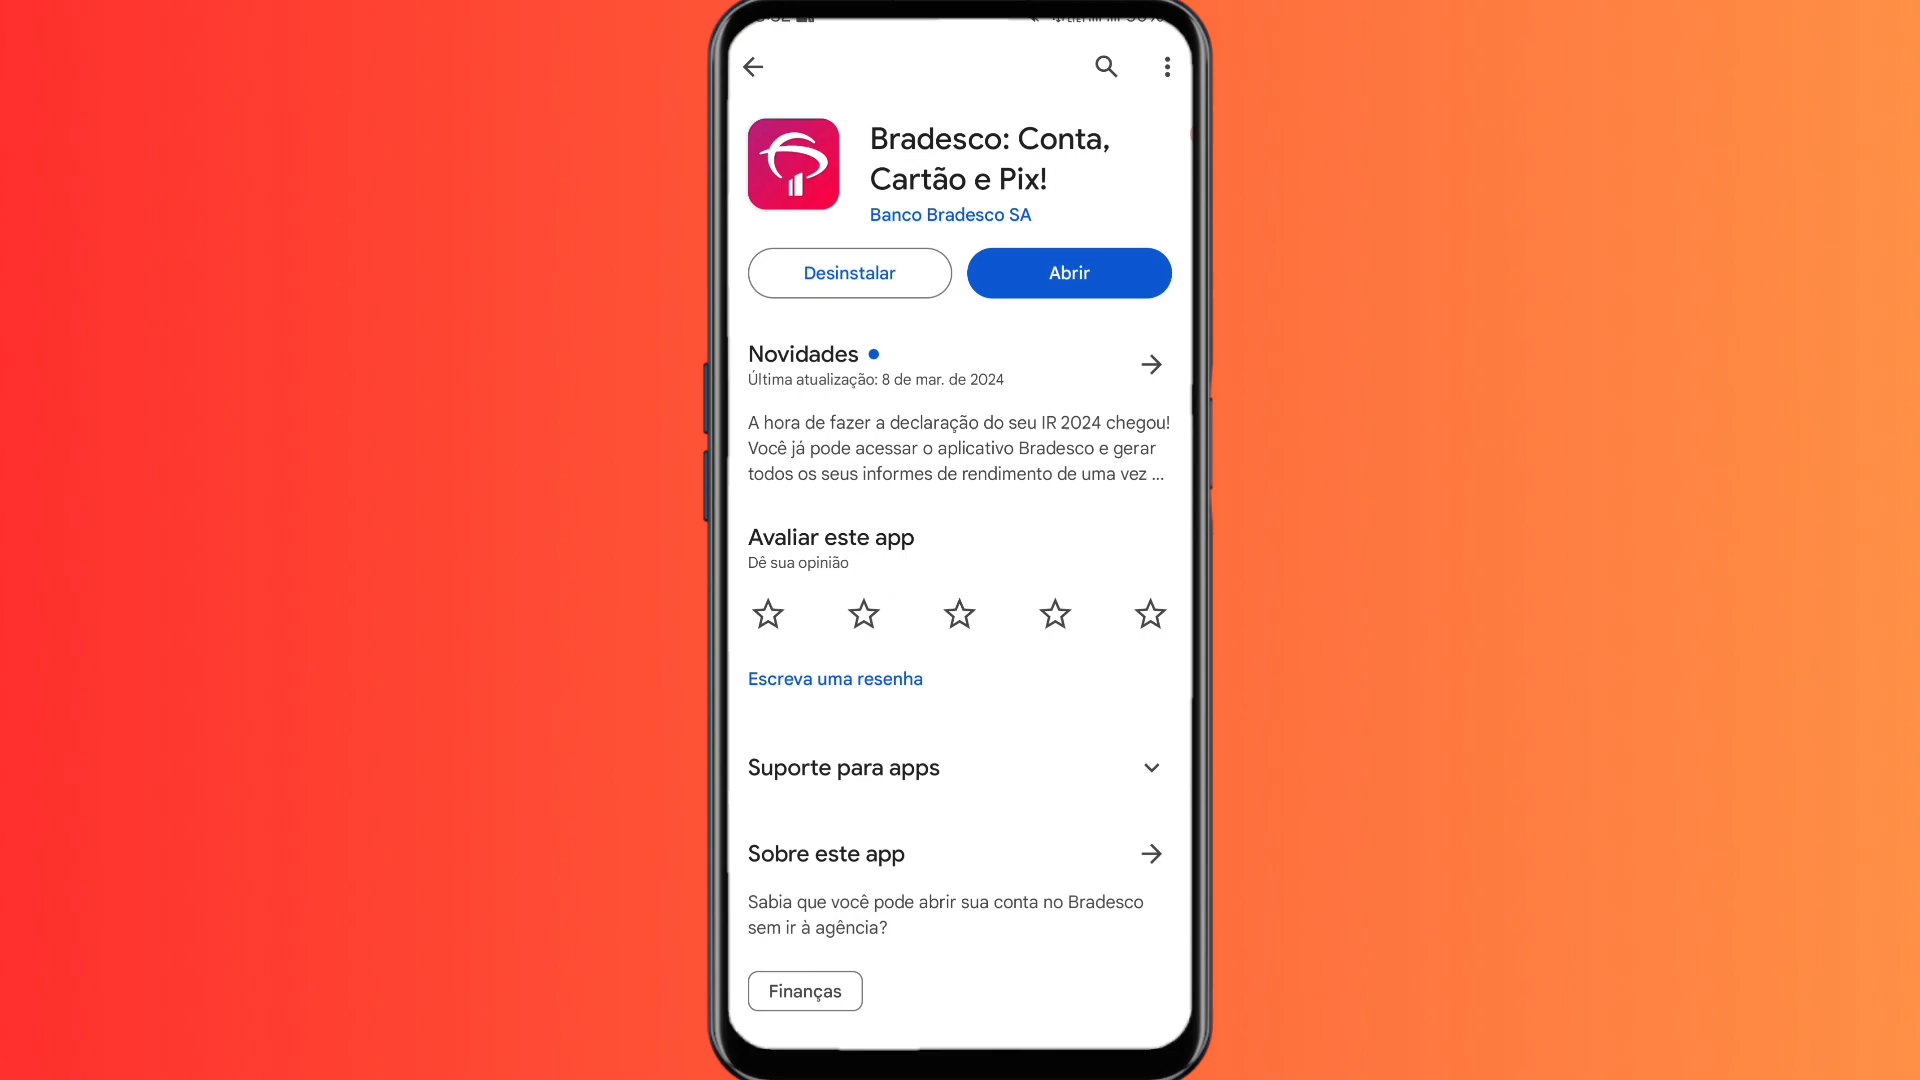 Bradesco: Conta,
Cartão e Pix!
Banco Bradesco SA
Desinstalar
Abrir
Novidades
Última atualização: 8 de mar. de 2024
A hora de fazer a declaração do seu IR 2024 chegou!
Você já pode acessar o aplicativo Bradesco e gerar
todos os seus informes de rendimento de uma vez ...
Avaliar este app
Dê sua opinião
Escreva uma resenha
Suporte para apps
Sobre este app
Sabia que você pode abrir sua conta no Bradesco
sem ir à agência?
Finanças